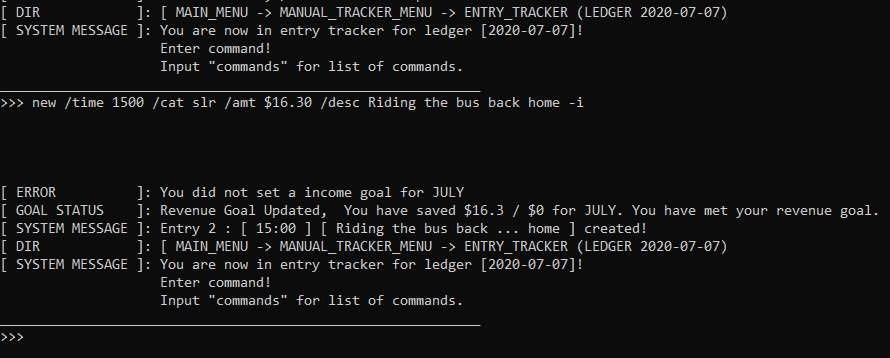 [ DIR           ]: [ MAIN_MENU -> MANUAL_TRACKER_MENU -> ENTRY_TRACKER (LEDGER 2020-07-07)
[ SYSTEM MESSAGE ]: You are now in entry tracker for ledger [2020-07-07]!
Enter command!
Input "commands" for list of commands.
>>> new /time 1500 /cat slr /amt $16.30 /desc Riding the bus back home -i
[ ERROR          ]: You did not set a income goal for JULY
[ GOAL STATUS    ]: Revenue Goal Updated,  You have saved $16.3 / $0 for JULY. You have met your revenue goal.
[ SYSTEM MESSAGE ]: Entry 2 : [ 15:00 ] [ Riding the bus back ... home ] created!
[ DIR            ]: [ MAIN_MENU -> MANUAL_TRACKER_MENU -> ENTRY_TRACKER (LEDGER 2020-07-07)
[ SYSTEM MESSAGE ]: You are now in entry tracker for ledger [2020-07-07]!
Enter command!
Input "commands" for list of commands.
>>>